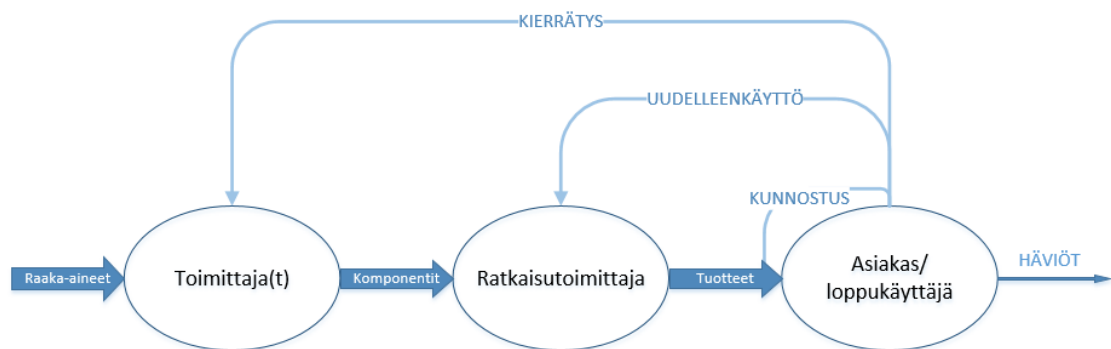 KIERRÄTYS
UUDELLEENKÄYTTÖ
KUNNOSTUS
Raaka-aineet
Toimittaja(t)
Komponentit
Ratkaisutoimittaja
Tuotteet
Asiakas/
loppukäyttäjä
HÄVIÖT